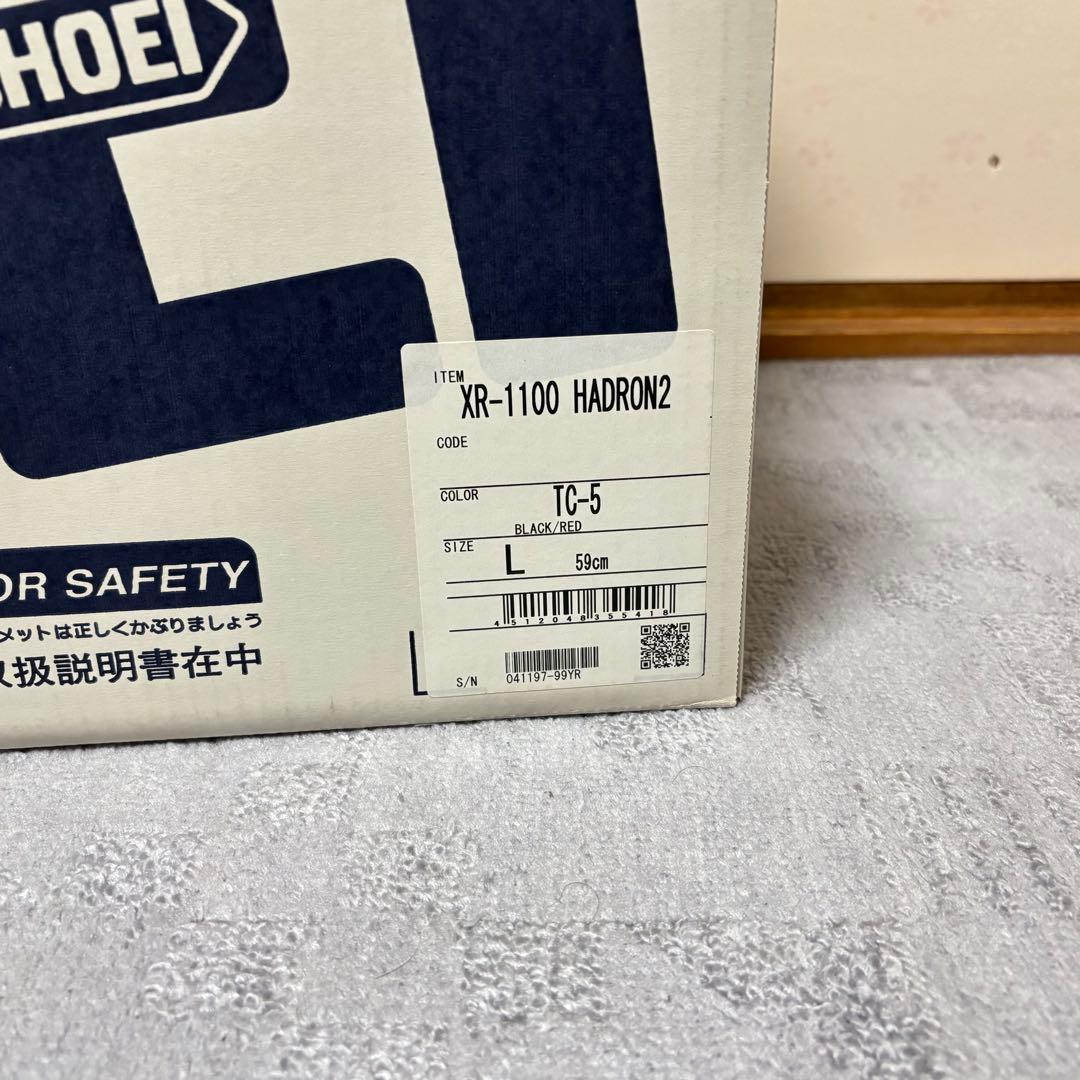 SHOEI
ITEM
XR-1100 HADRON2
CODE
COLOR
TC-5
BLACK/RED
SIZE
L 59cm
4512048355418
S/N 041197-99YR
OR SAFETY
メットは正しくかぶりましょう
取扱説明書在中